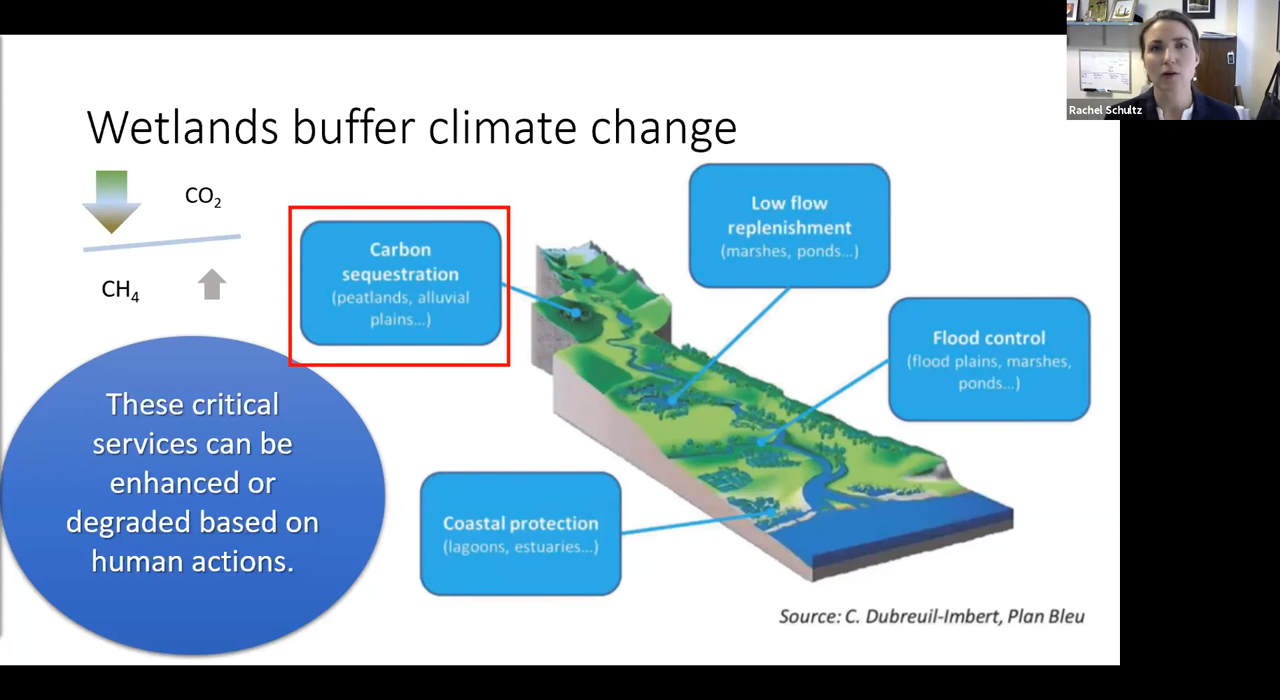 Rachel Schultz
Wetlands buffer climate change
CO₂
CH₄
Carbon
sequestration
(peatlands, alluvial
plains...)
Low flow
replenishment
(marshes, ponds...)
Flood control
(flood plains, marshes,
ponds...)
These critical
services can be
enhanced or
degraded based on
human actions.
Coastal protection
(lagoons, estuaries...)
Source: C. Dubreuil-Imbert, Plan Bleu